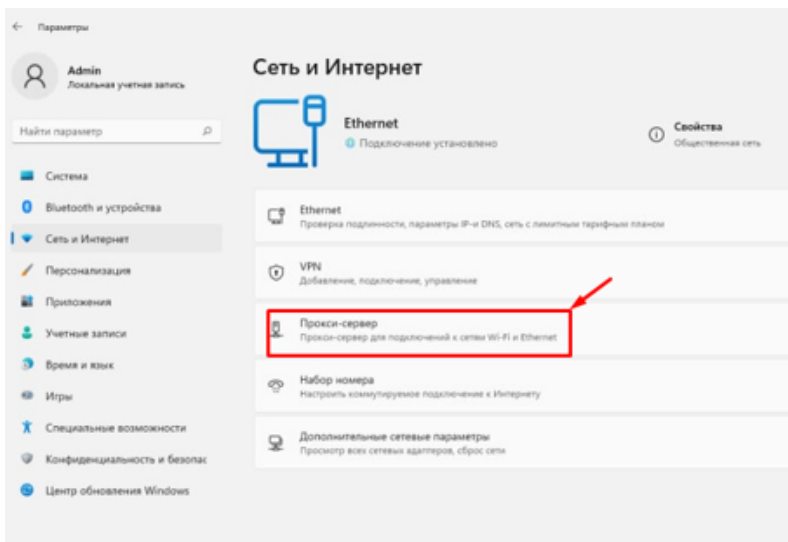 Параметры
Admin
Локальная учетная запись
Найти параметр
Система
Bluetooth и устройства
Сеть и Интернет
Персонализация
Приложения
Учетные записи
Время и язык
Игры
Специальные возможности
Конфиденциальность и безопас
Центр обновления Windows
Сеть и Интернет
Ethernet
Подключение установлено
Свойства
Общественная сеть
Ethernet
Проверка подлинности, параметры IP-и DNS, сеть с лимитным тарифным планом
VPN
Добавление, подключение, управление
Прокси-сервер
Прокси-сервер для подключений к сетям Wi-Fi и Ethernet
Набор номера
Настроить коммутируемое подключение к Интернету
Дополнительные сетевые параметры
Просмотр всех сетевых адаптеров, сброс сети